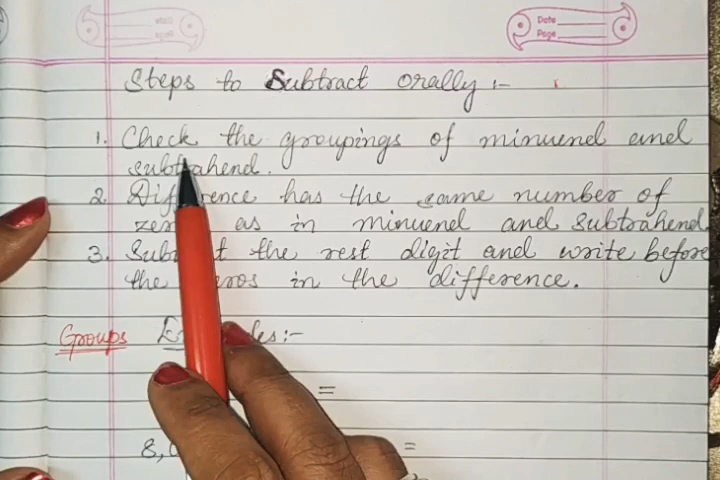 Date
Page
Steps to Subtract orally :-
1. Check the groupings of minuend and
subtrahend.
2. Difference has the same number of
as in minuend and subtrahend
3. the rest digit and write before
the in the difference.
Groups :-
=
8, =